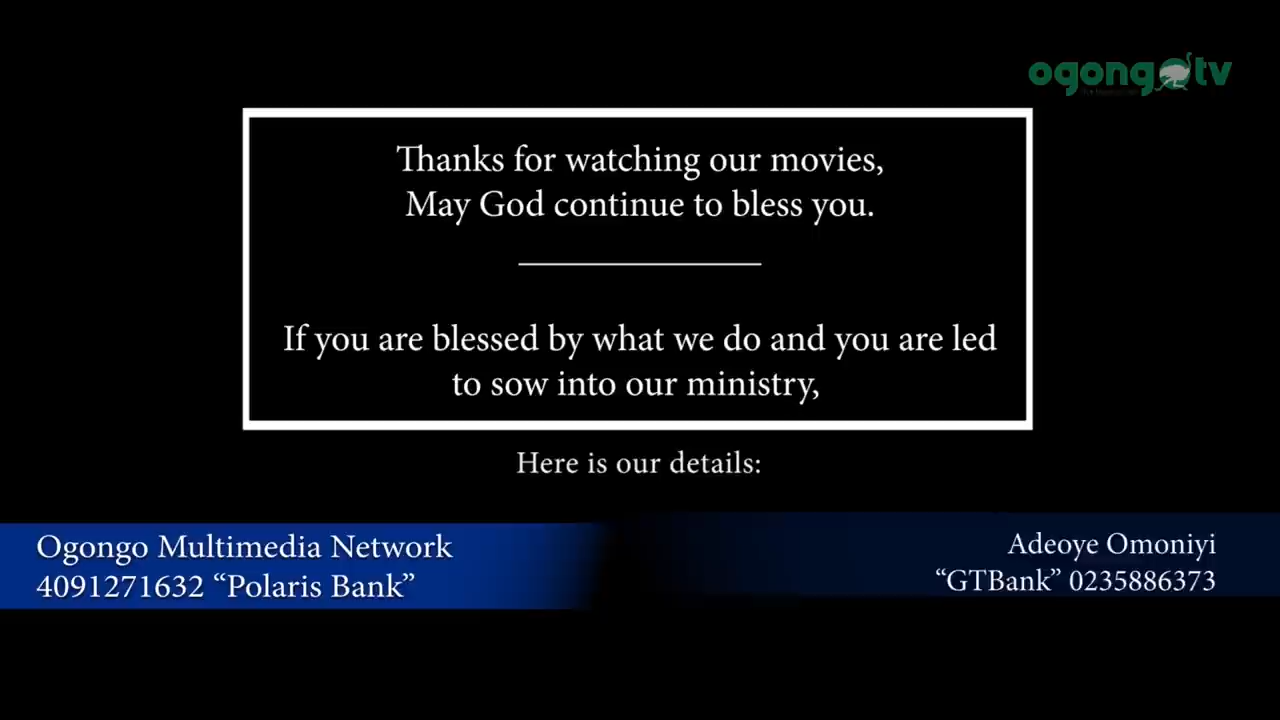 ogongotv
Thanks for watching our movies,
May God continue to bless you.
If you are blessed by what we do and you are led
to sow into our ministry,
Here is our details:
Ogongo Multimedia Network
4091271632 “Polaris Bank”
Adeoye Omoniyi
“GTBank” 0235886373